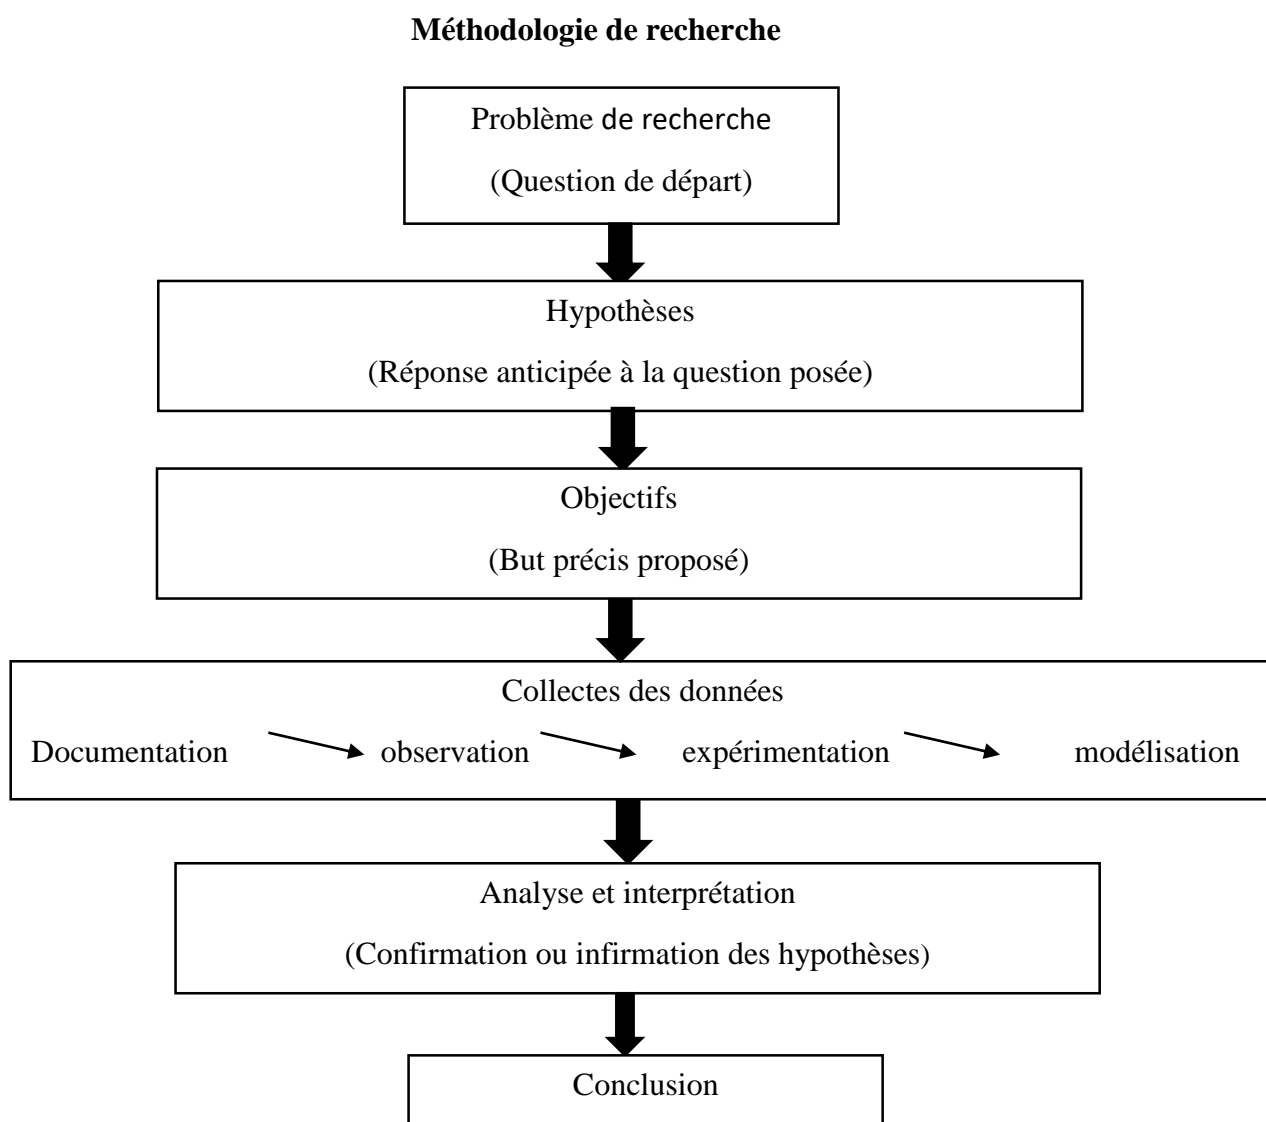 Méthodologie de recherche
Problème de recherche
(Question de départ)
Hypothèses
(Réponse anticipée à la question posée)
Objectifs
(But précis proposé)
Collectes des données
Documentation observation expérimentation modélisation
Analyse et interprétation
(Confirmation ou infirmation des hypothèses)
Conclusion